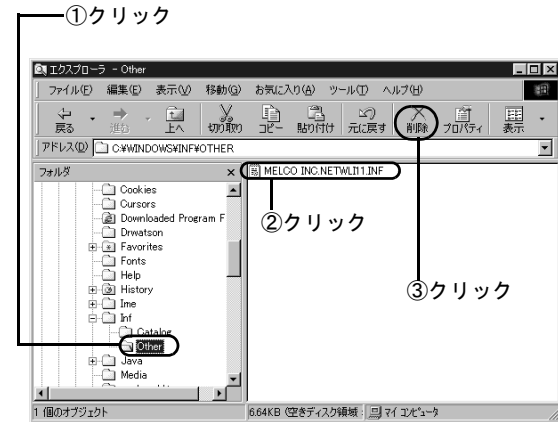 ①クリック
エクスプローラ - Other
ファイル(F) 編集(E) 表示(V) 移動(G) お気に入り(A) ツール(T) ヘルプ(H)
戻る 進む 上へ 切り取り コピー 貼り付け 元に戻す 削除 プロパティ 表示
アドレス(D) C:¥WINDOWS¥INF¥OTHER
フォルダ
MELCO INC.NETWLI11.INF
Cookies
Cursors
Downloaded Program F
Drwatson
Favorites
Fonts
Help
History
Ime
Inf
Catalog
Other
Java
Media
②クリック
③クリック
1 個のオブジェクト
6.64KB (空きディスク領域:
マイ コンピュータ